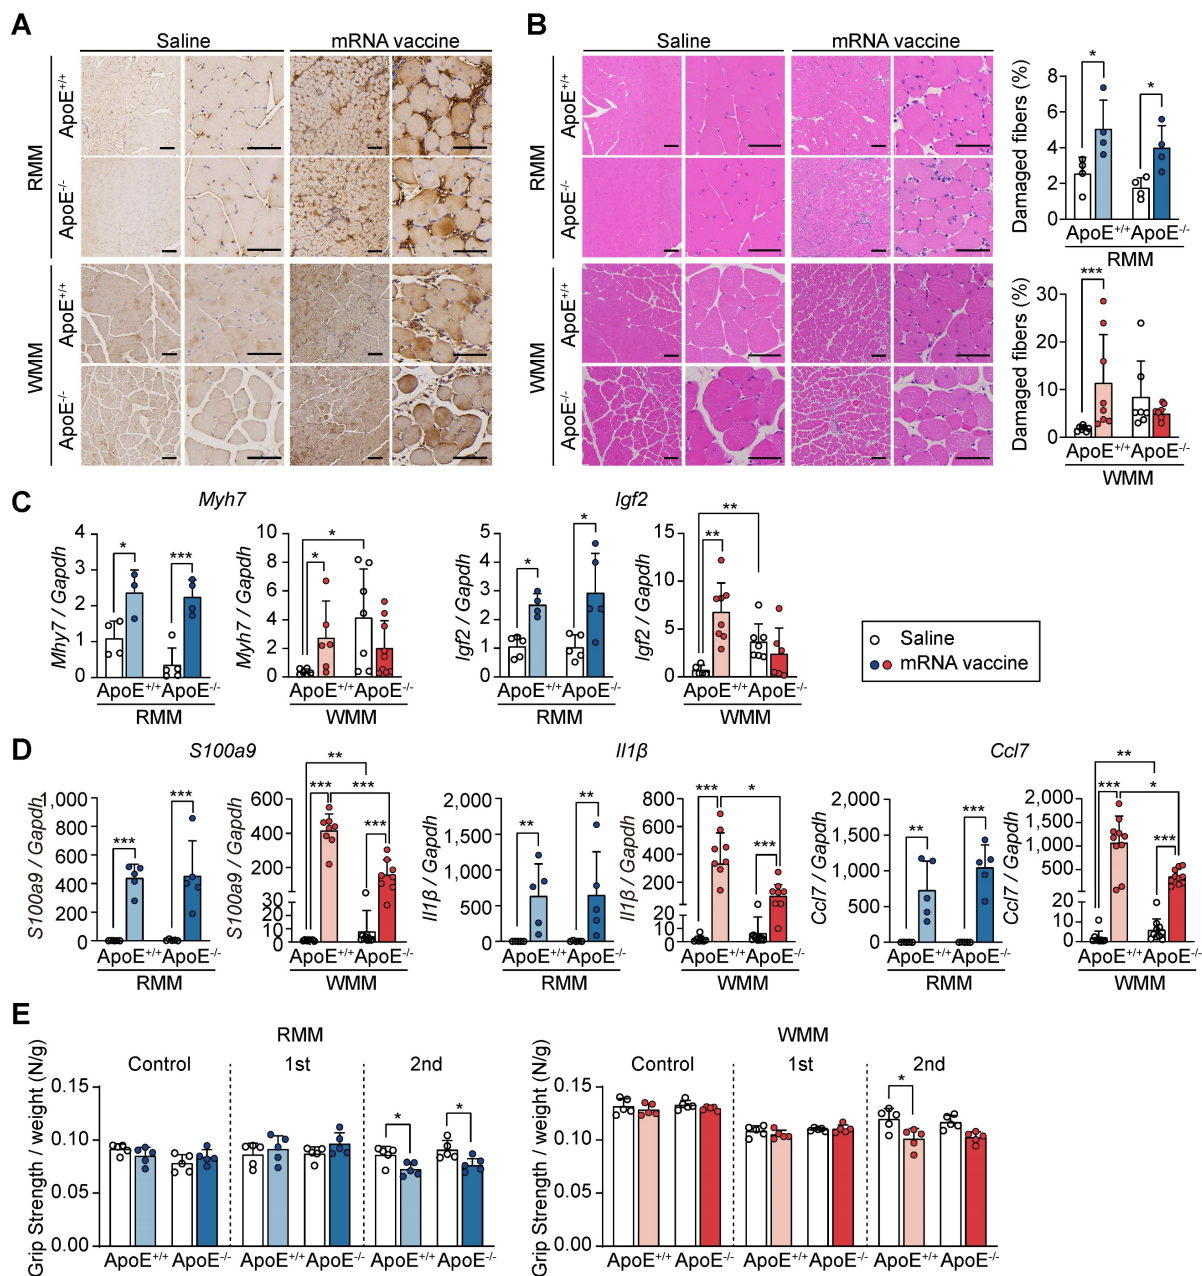 A
Saline
mRNA vaccine
RMM
ApoE+/+
ApoE-/-
WMM
ApoE+/+
ApoE-/-
B
Saline
mRNA vaccine
RMM
ApoE+/+
ApoE-/-
WMM
ApoE+/+
ApoE-/-
Damaged fibers (%)
8
6
4
2
0
*
*
ApoE+/+ ApoE-/-
RMM
Damaged fibers (%)
30
20
10
0
***
ApoE+/+ ApoE-/-
WMM
C
Myh7
Mhy7 / Gapdh
4
3
2
1
0
*
***
ApoE+/+ ApoE-/-
RMM
Myh7 / Gapdh
10
8
6
4
2
0
*
*
ApoE+/+ ApoE-/-
WMM
Igf2
Igf2 / Gapdh
5
4
3
2
1
0
*
*
ApoE+/+ ApoE-/-
RMM
Igf2 / Gapdh
15
10
5
0
**
**
ApoE+/+ ApoE-/-
WMM
Saline
mRNA vaccine
D
S100a9
S100a9 / Gapdh
1,000
800
600
400
200
0
***
***
ApoE+/+ ApoE-/-
RMM
S100a9 / Gapdh
600
400
200
30
20
10
0
**
***
***
***
ApoE+/+ ApoE-/-
WMM
Il1β
Il1β / Gapdh
2,000
1,500
1,000
500
0
**
**
ApoE+/+ ApoE-/-
RMM
Il1β / Gapdh
800
600
400
200
20
10
0
***
*
***
ApoE+/+ ApoE-/-
WMM
Ccl7
Ccl7 / Gapdh
2,000
1,500
1,000
500
0
**
***
ApoE+/+ ApoE-/-
RMM
Ccl7 / Gapdh
2,000
1,500
1,000
500
20
10
0
**
***
*
***
ApoE+/+ ApoE-/-
WMM
E
RMM
Control
1st
2nd
Grip Strength / weight (N/g)
0.15
0.10
0.05
0.00
*
*
ApoE+/+ ApoE-/-
ApoE+/+ ApoE-/-
ApoE+/+ ApoE-/-
WMM
Control
1st
2nd
Grip Strength / weight (N/g)
0.15
0.10
0.05
0.00
*
ApoE+/+ ApoE-/-
ApoE+/+ ApoE-/-
ApoE+/+ ApoE-/-